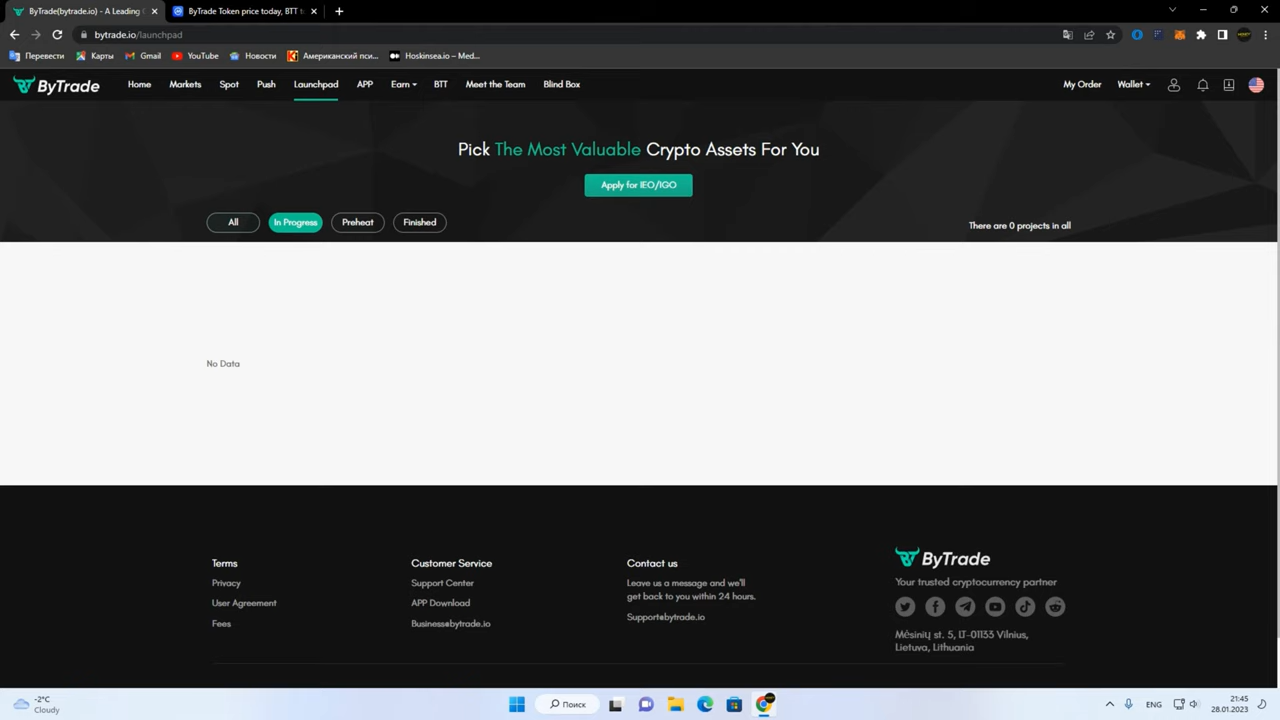 ByTrade(bytrade.io) - A Leading C
ByTrade Token price today, BTT t
bytrade.io/launchpad
Перевести
Карты
Gmail
YouTube
Новости
Американский пси...
Hoskinsea.io – Med...
ByTrade
Home
Markets
Spot
Push
Launchpad
APP
Earn
BTT
Meet the Team
Blind Box
My Order
Wallet
Pick The Most Valuable Crypto Assets For You
Apply for IEO/IGO
All
In Progress
Preheat
Finished
There are 0 projects in all
No Data
Terms
Privacy
User Agreement
Fees
Customer Service
Support Center
APP Download
Business@bytrade.io
Contact us
Leave us a message and we'll
get back to you within 24 hours.
Support@bytrade.io
ByTrade
Your trusted cryptocurrency partner
Mėsinių st. 5, LT-01133 Vilnius,
Lietuva, Lithuania
-2°C
Cloudy
Поиск
ENG
21:45
28.01.2023